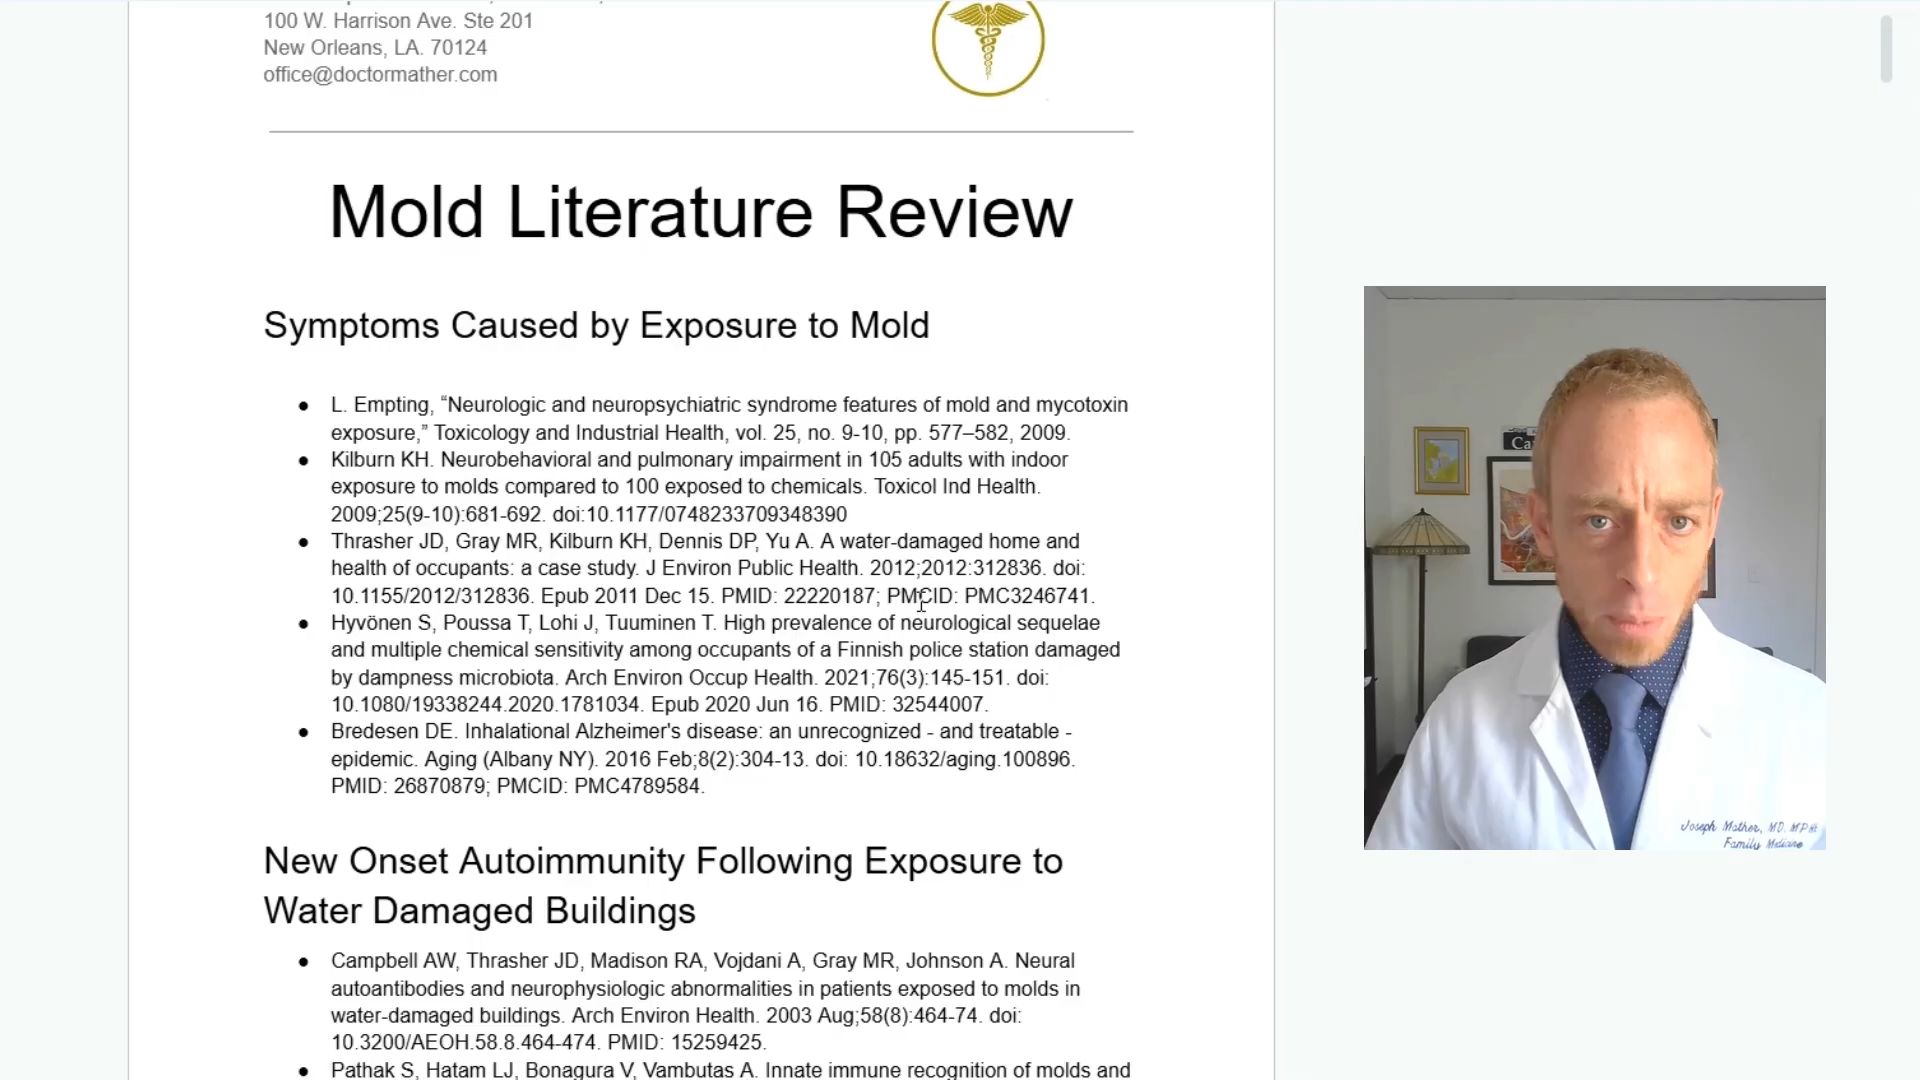 100 W. Harrison Ave. Ste 201
New Orleans, LA. 70124
office@doctormather.com
Mold Literature Review
Symptoms Caused by Exposure to Mold
● L. Empting, “Neurologic and neuropsychiatric syndrome features of mold and mycotoxin
exposure,” Toxicology and Industrial Health, vol. 25, no. 9-10, pp. 577–582, 2009.
● Kilburn KH. Neurobehavioral and pulmonary impairment in 105 adults with indoor
exposure to molds compared to 100 exposed to chemicals. Toxicol Ind Health.
2009;25(9-10):681-692. doi:10.1177/0748233709348390
● Thrasher JD, Gray MR, Kilburn KH, Dennis DP, Yu A. A water-damaged home and
health of occupants: a case study. J Environ Public Health. 2012;2012:312836. doi:
10.1155/2012/312836. Epub 2011 Dec 15. PMID: 22220187; PMCID: PMC3246741.
● Hyvönen S, Poussa T, Lohi J, Tuuminen T. High prevalence of neurological sequelae
and multiple chemical sensitivity among occupants of a Finnish police station damaged
by dampness microbiota. Arch Environ Occup Health. 2021;76(3):145-151. doi:
10.1080/19338244.2020.1781034. Epub 2020 Jun 16. PMID: 32544007.
● Bredesen DE. Inhalational Alzheimer's disease: an unrecognized - and treatable -
epidemic. Aging (Albany NY). 2016 Feb;8(2):304-13. doi: 10.18632/aging.100896.
PMID: 26870879; PMCID: PMC4789584.
New Onset Autoimmunity Following Exposure to
Water Damaged Buildings
● Campbell AW, Thrasher JD, Madison RA, Vojdani A, Gray MR, Johnson A. Neural
autoantibodies and neurophysiologic abnormalities in patients exposed to molds in
water-damaged buildings. Arch Environ Health. 2003 Aug;58(8):464-74. doi:
10.3200/AEOH.58.8.464-474. PMID: 15259425.
● Pathak S, Hatam LJ, Bonagura V, Vambutas A. Innate immune recognition of molds and
Ca
Joseph Mather, MD. MPH
Family Medicine